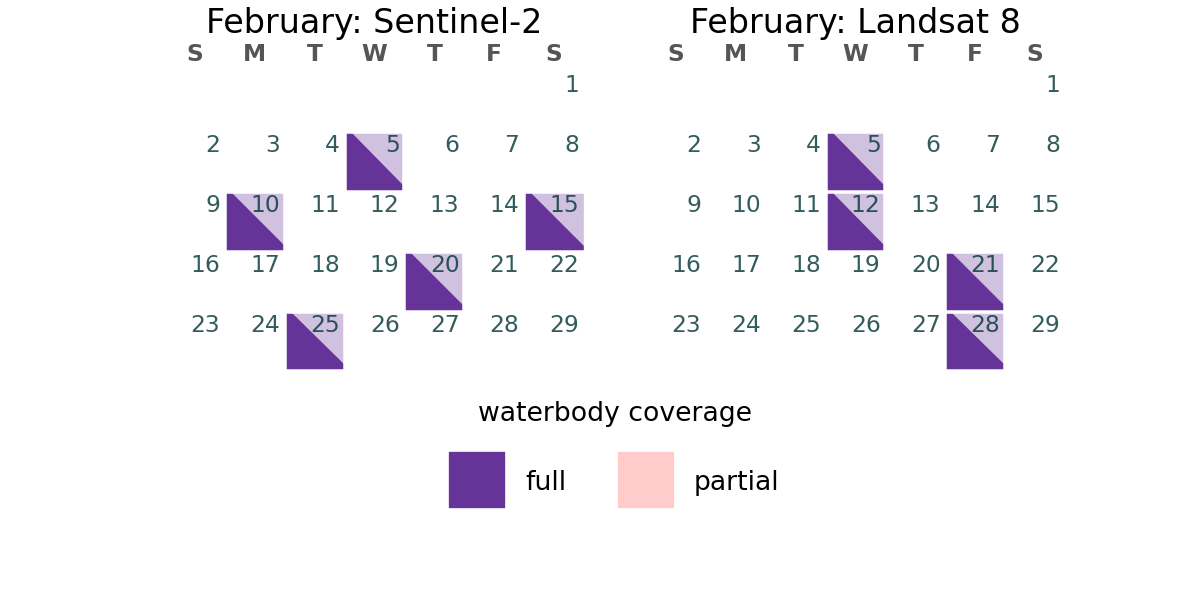 February: Sentinel-2
S M T W T F S
1
2 3 4 5 6 7 8
9 10 11 12 13 14 15
16 17 18 19 20 21 22
23 24 25 26 27 28 29
February: Landsat 8
S M T W T F S
1
2 3 4 5 6 7 8
9 10 11 12 13 14 15
16 17 18 19 20 21 22
23 24 25 26 27 28 29
waterbody coverage
full
partial